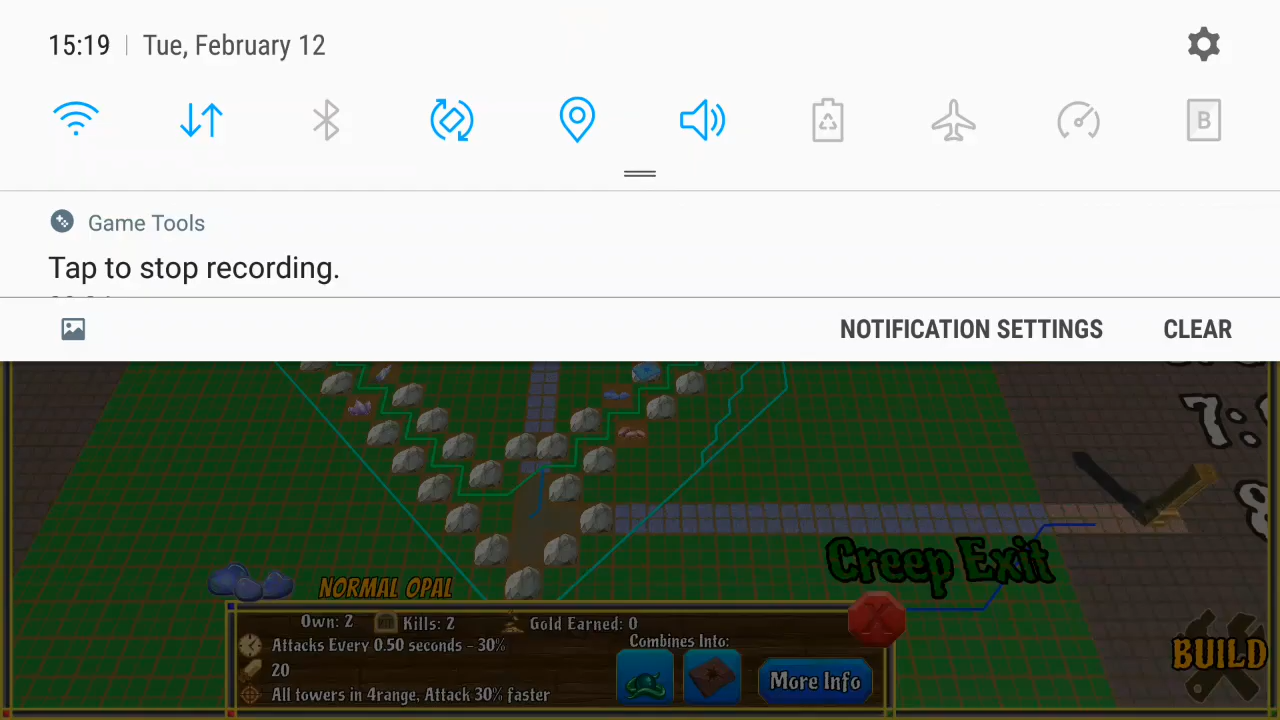 15:19 | Tue, February 12
B
Game Tools
Tap to stop recording.
NOTIFICATION SETTINGS CLEAR
Creep Exit
NORMAL OPAL
Own: 2 Kills: 2 Gold Earned: 0
Attacks Every 0.50 seconds - 30%
Combines Into:
20
All towers in 4range, Attack 30% faster
More Info
X
BUILD